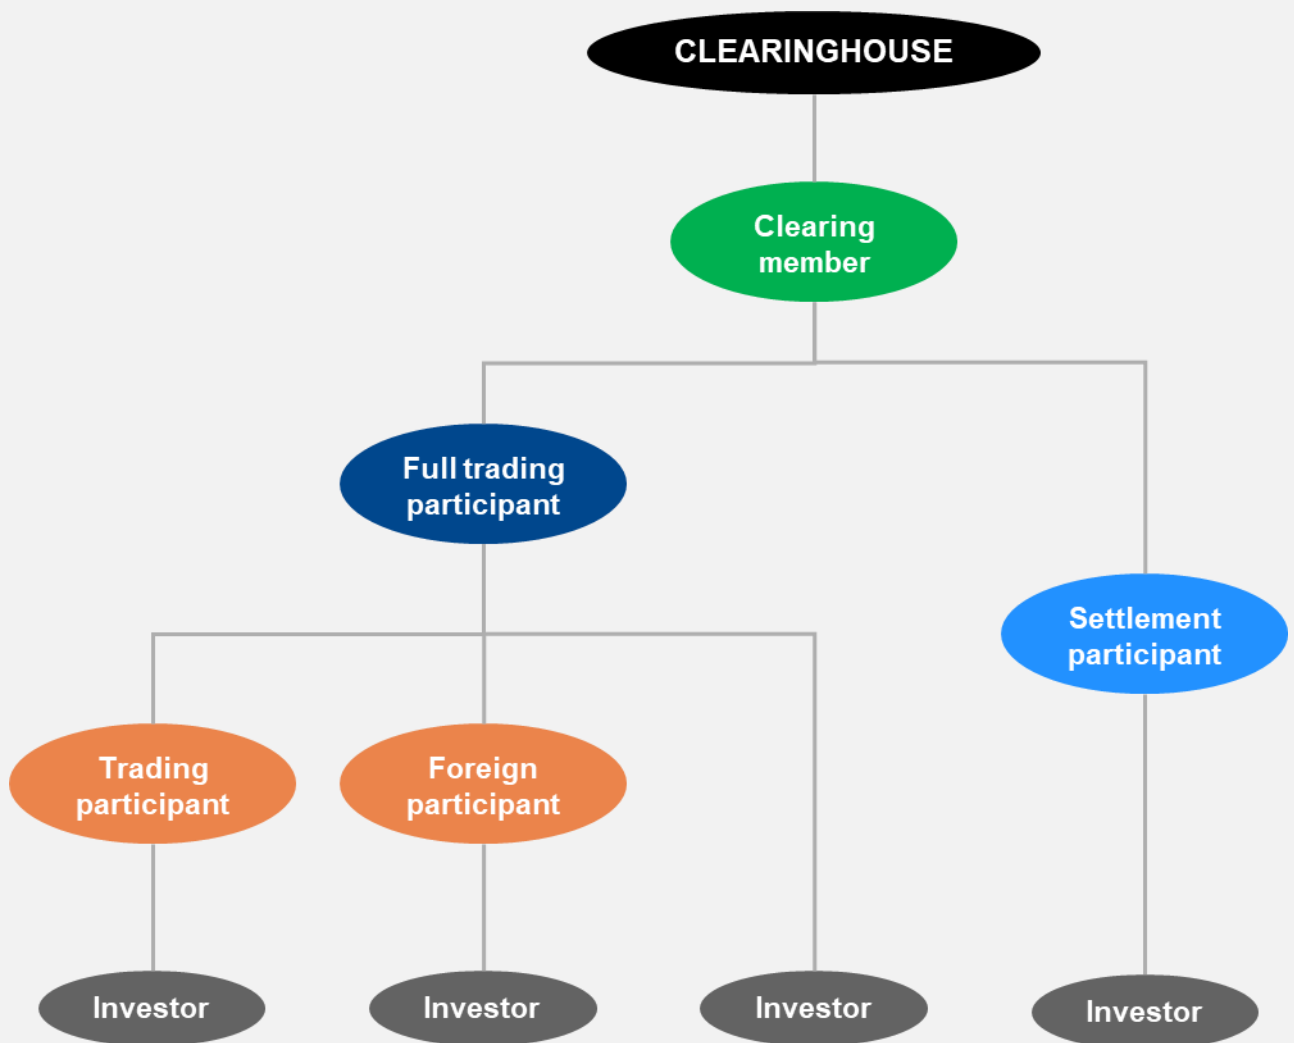 CLEARINGHOUSE
Clearing
member
Full trading
participant
Settlement
participant
Trading
participant
Foreign
participant
Investor
Investor
Investor
Investor